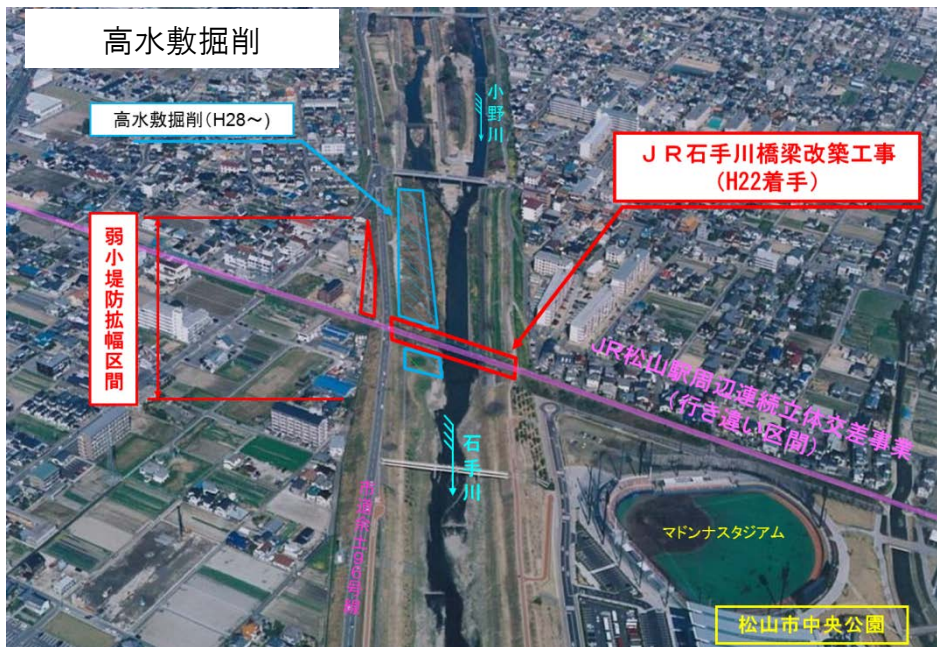 高水敷掘削
小野川
高水敷掘削(H28～)
ＪＲ石手川橋梁改築工事
(H22着手)
弱小堤防拡幅区間
JR松山駅周辺連続立体交差事業
(行き違い区間)
石手川
マドンナスタジアム
松山市中央公園